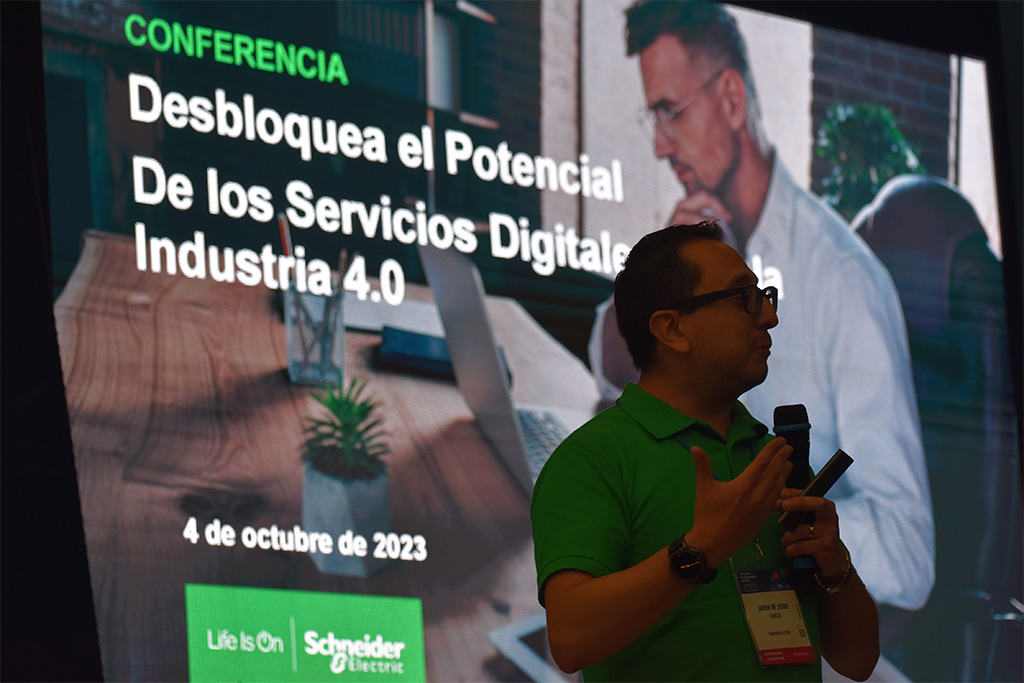 CONFERENCIA
Desbloquea el Potencial
De los Servicios Digitale
Industria 4.0
4 de octubre de 2023
Life Is On
Schneider
Electric
GARCIA